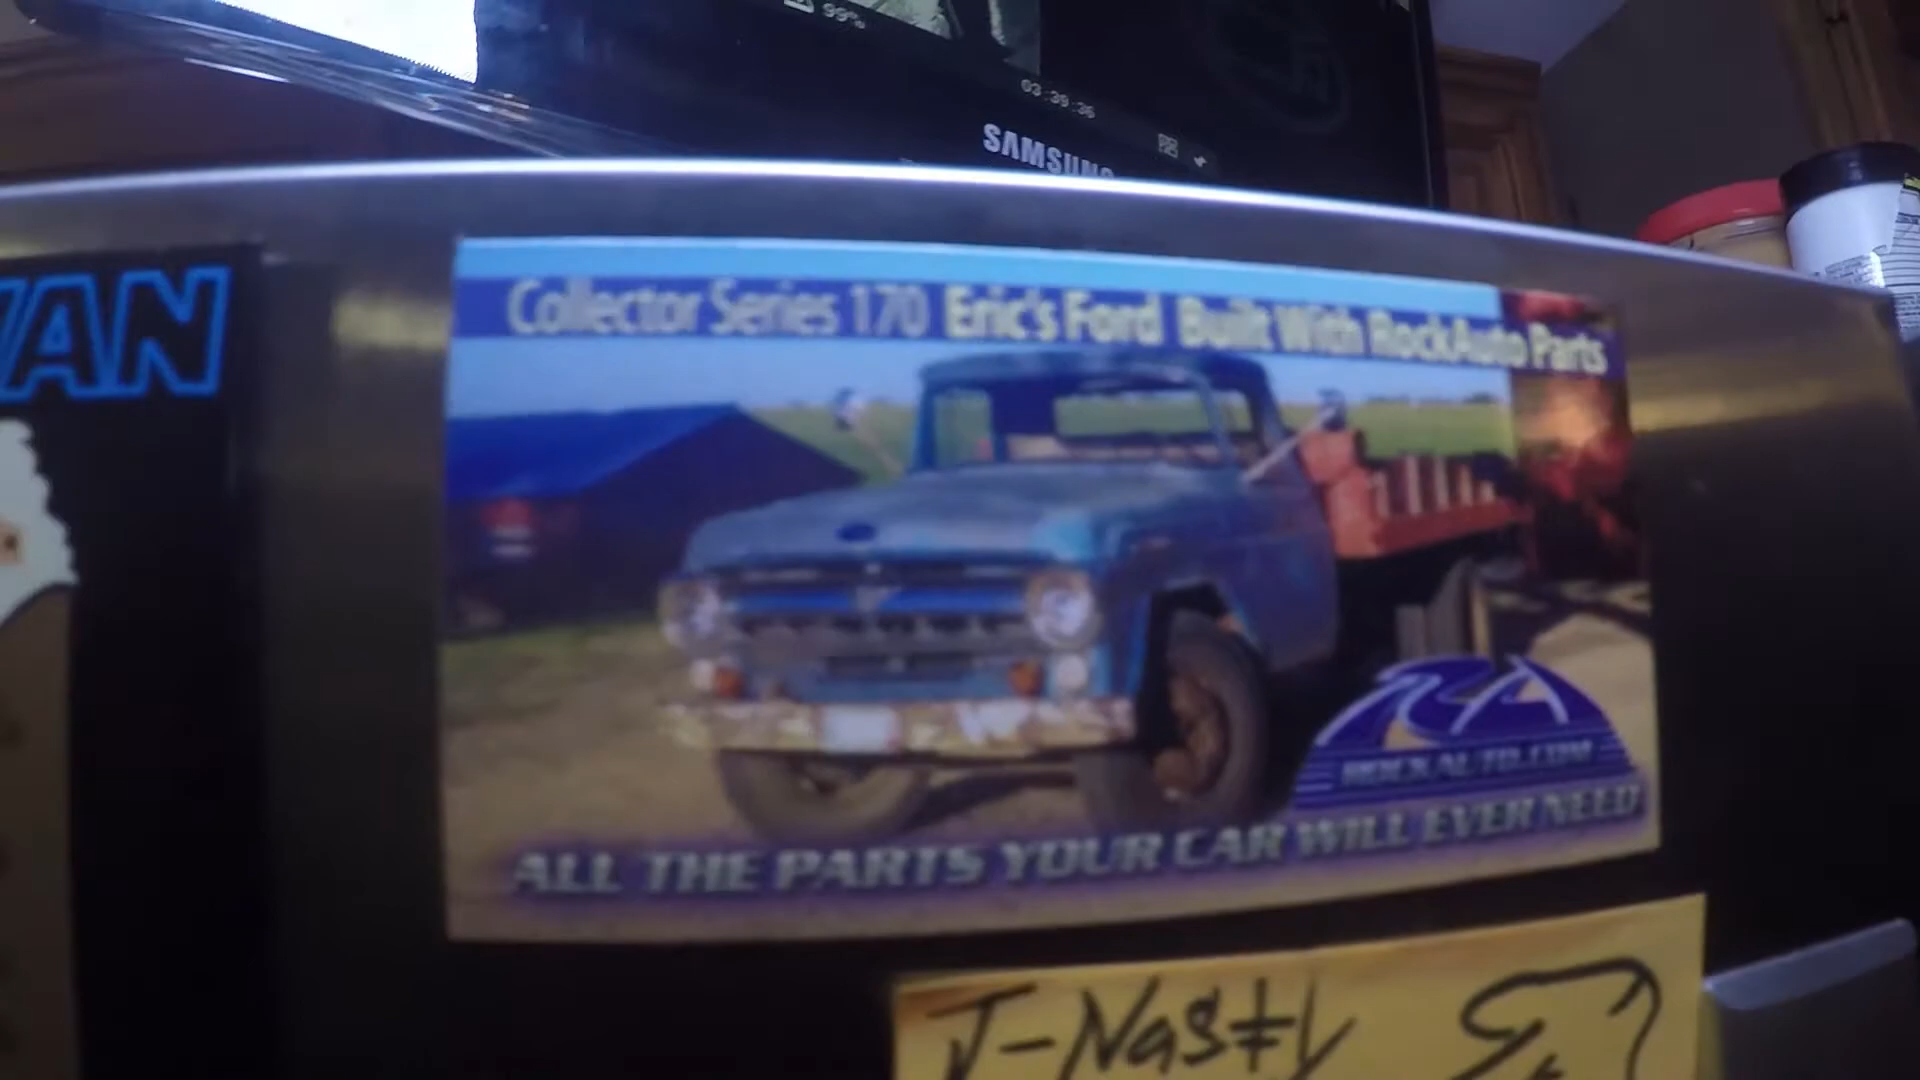 99%
03:39:36
SAMSUNG
VAN
Collector Series 170 Eric's Ford Built With RockAuto Parts
RA
ROCKAUTO.COM
ALL THE PARTS YOUR CAR WILL EVER NEED
J-Nasty